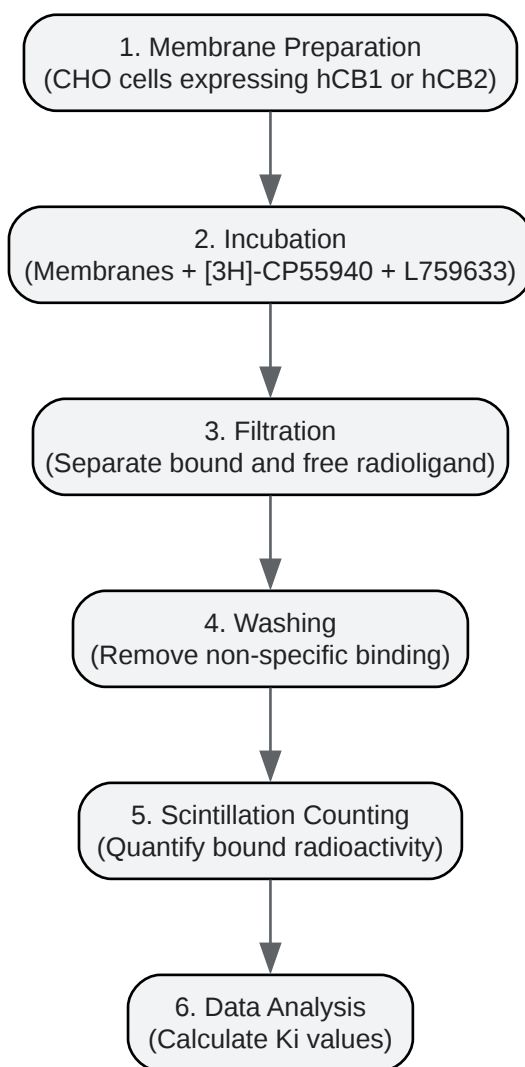 1. Membrane Preparation
(CHO cells expressing hCB1 or hCB2)
2. Incubation
(Membranes + [3H]-CP55940 + L759633)
3. Filtration
(Separate bound and free radioligand)
4. Washing
(Remove non-specific binding)
5. Scintillation Counting
(Quantify bound radioactivity)
6. Data Analysis
(Calculate Ki values)